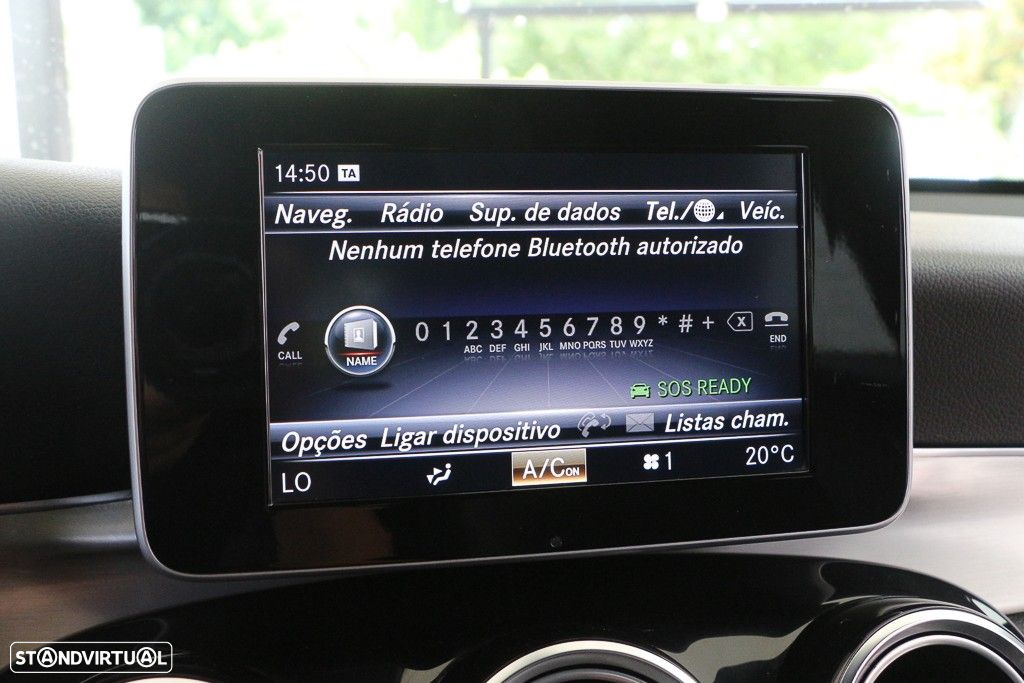 14:50 TA
Naveg. Rádio Sup. de dados Tel./ Veíc.
Nenhum telefone Bluetooth autorizado
CALL NAME 0 1 2 3 4 5 6 7 8 9 * # + X END
ABC DEF GHI JKL MNO PQRS TUV WXYZ
SOS READY
Opções Ligar dispositivo Listas cham.
LO A/C ON 1 20°C
STANDVIRTUAL